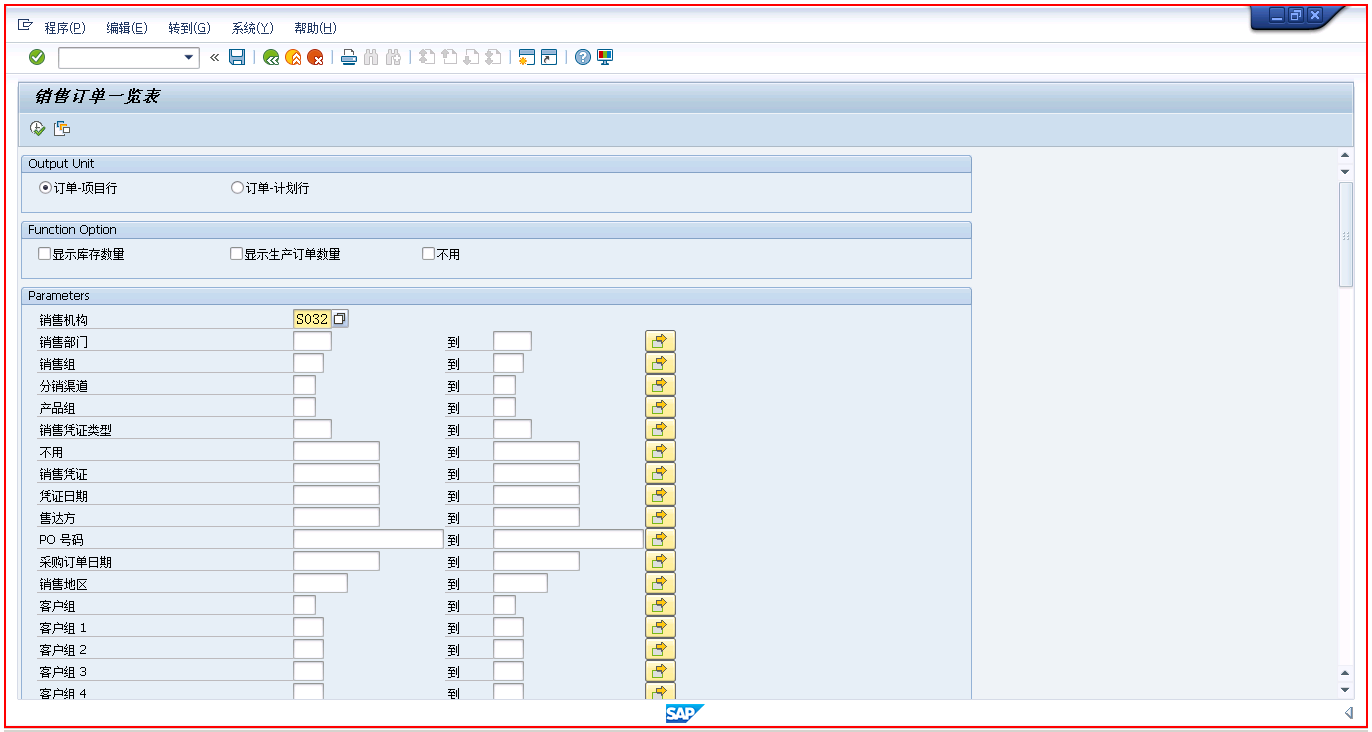 程序(P) 编辑(E) 转到(G) 系统(Y) 帮助(H)
销售订单一览表
Output Unit
订单-项目行 订单-计划行
Function Option
显示库存数量 显示生产订单数量 不用
Parameters
销售机构 S032
销售部门 到
销售组 到
分销渠道 到
产品组 到
销售凭证类型 到
不用 到
销售凭证 到
凭证日期 到
售达方 到
PO 号码 到
采购订单日期 到
销售地区 到
客户组 到
客户组 1 到
客户组 2 到
客户组 3 到
客户组 4 到
SAP